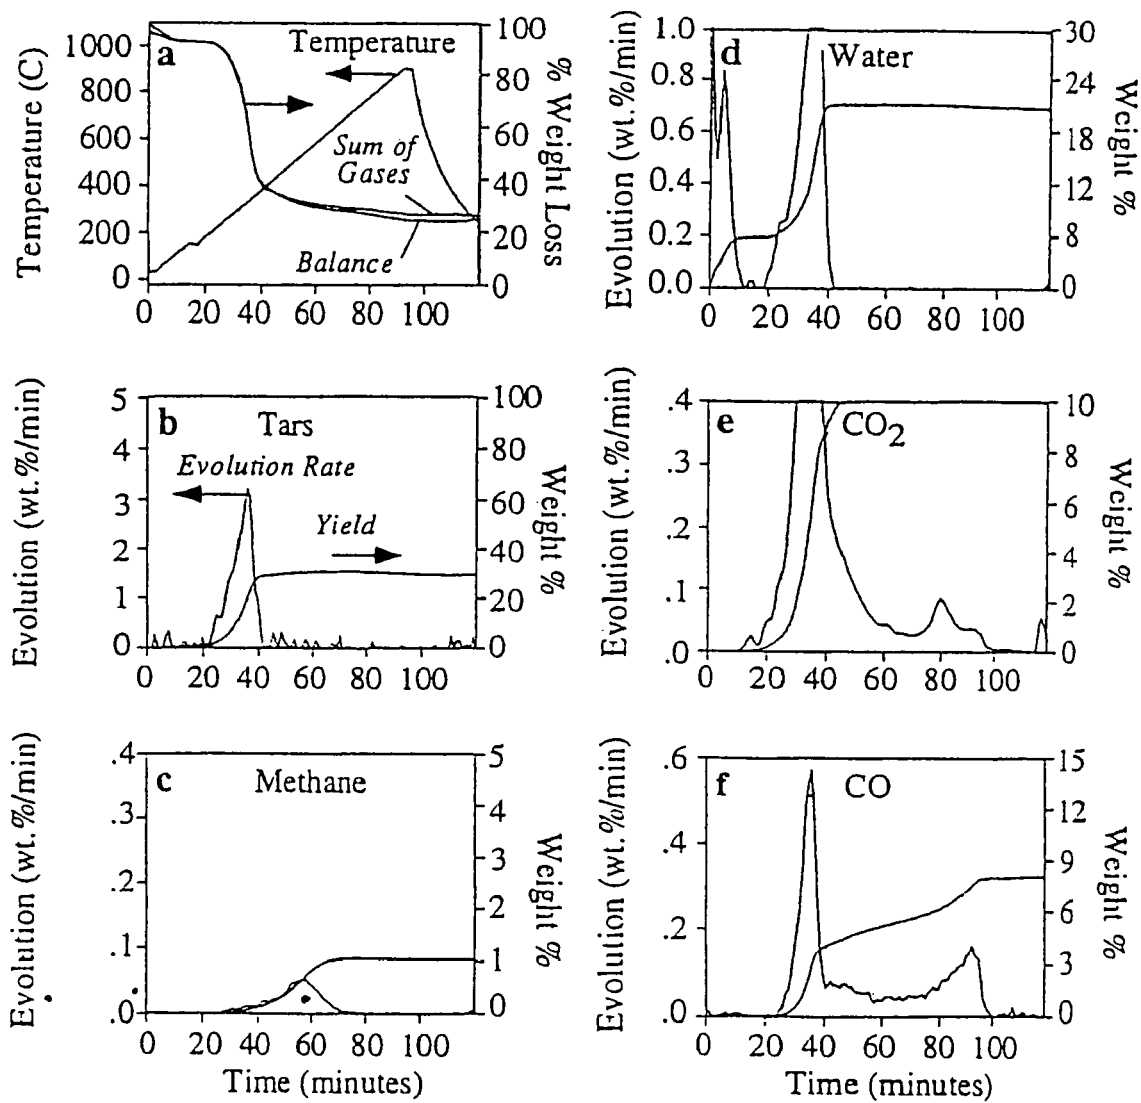 a
Temperature
Sum of
Gases
Balance
Temperature (C)
1000
800
600
400
200
0
% Weight Loss
100
80
60
40
20
0
0 20 40 60 80 100
d
Water
Evolution (wt.%/min)
1.0
0.8
0.6
0.4
0.2
0.0
Weight %
30
24
18
12
8
0
0 20 40 60 80 100
b
Tars
Evolution Rate
Yield
Evolution (wt.%/min)
5
4
3
2
1
0
Weight %
100
80
60
40
20
0
0 20 40 60 80 100
e
CO2
Evolution (wt.%/min)
.4
.3
.2
.1
.0
Weight %
10
8
6
4
2
0
0 20 40 60 80 100
c
Methane
Evolution (wt.%/min)
.4
.3
.2
.1
.0
Weight %
5
4
3
2
1
0
0 20 40 60 80 100
Time (minutes)
f
CO
Evolution (wt.%/min)
.6
.4
.2
.0
Weight %
15
12
9
6
3
0
0 20 40 60 80 100
Time (minutes)